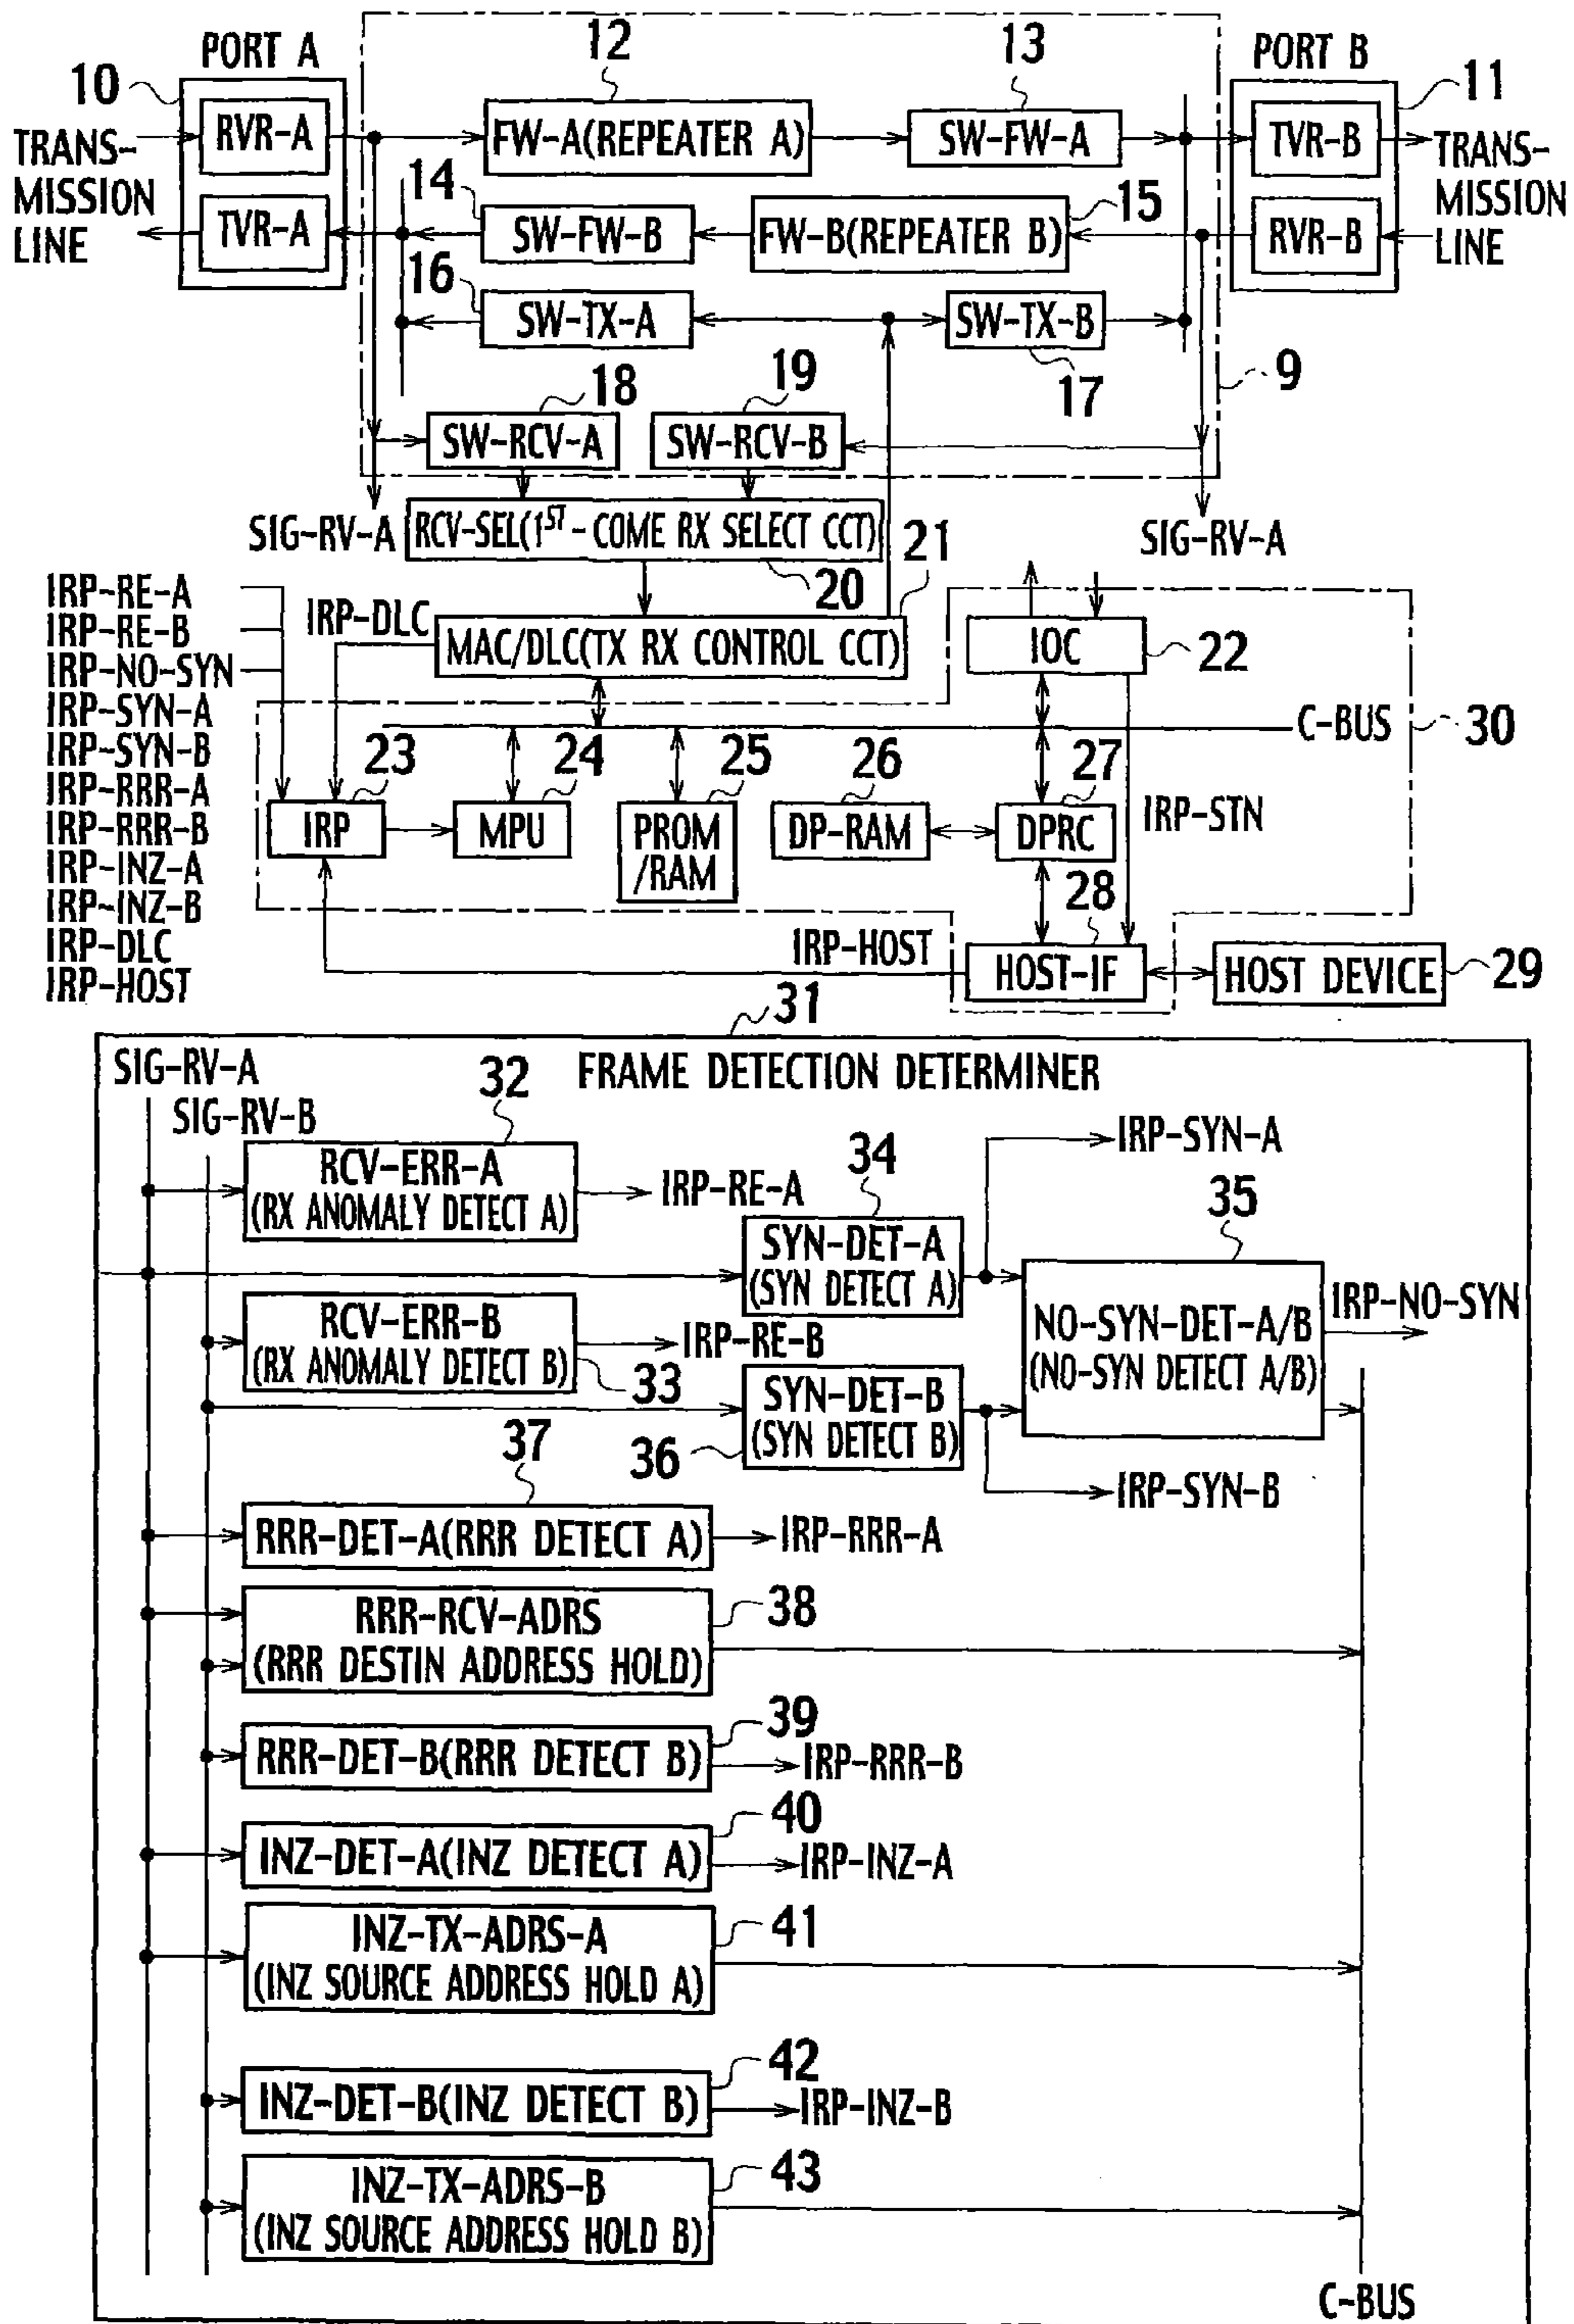 PORT A
12
13
PORT B
10
11
RVR-A
FW-A(REPEATER A)
SW-FW-A
TVR-B
TRANS-
MISSION
LINE
TRANS-
MISSION
LINE
14
15
TVR-A
SW-FW-B
FW-B(REPEATER B)
RVR-B
16
SW-TX-A
SW-TX-B
17
9
18
19
SW-RCV-A
SW-RCV-B
SIG-RV-A
RCV-SEL(1ST-COME RX SELECT CCT)
20
21
SIG-RV-A
IRP-RE-A
IRP-RE-B
IRP-NO-SYN
IRP-SYN-A
IRP-SYN-B
IRP-RRR-A
IRP-RRR-B
IRP-INZ-A
IRP-INZ-B
IRP-DLC
IRP-HOST
IRP-DLC
MAC/DLC(TX RX CONTROL CCT)
IOC
22
C-BUS
30
23
24
25
26
27
IRP
MPU
PROM
/RAM
DP-RAM
DPRC
IRP-STN
28
IRP-HOST
HOST-IF
HOST DEVICE
29
31
FRAME DETECTION DETERMINER
SIG-RV-A
SIG-RV-B
32
RCV-ERR-A
(RX ANOMALY DETECT A)
IRP-RE-A
34
IRP-SYN-A
SYN-DET-A
(SYN DETECT A)
35
RCV-ERR-B
(RX ANOMALY DETECT B)
IRP-RE-B
33
NO-SYN-DET-A/B
(NO-SYN DETECT A/B)
IRP-NO-SYN
SYN-DET-B
(SYN DETECT B)
36
IRP-SYN-B
37
RRR-DET-A(RRR DETECT A)
IRP-RRR-A
RRR-RCV-ADRS
(RRR DESTIN ADDRESS HOLD)
38
39
RRR-DET-B(RRR DETECT B)
IRP-RRR-B
40
INZ-DET-A(INZ DETECT A)
IRP-INZ-A
INZ-TX-ADRS-A
(INZ SOURCE ADDRESS HOLD A)
41
42
INZ-DET-B(INZ DETECT B)
IRP-INZ-B
INZ-TX-ADRS-B
(INZ SOURCE ADDRESS HOLD B)
43
C-BUS